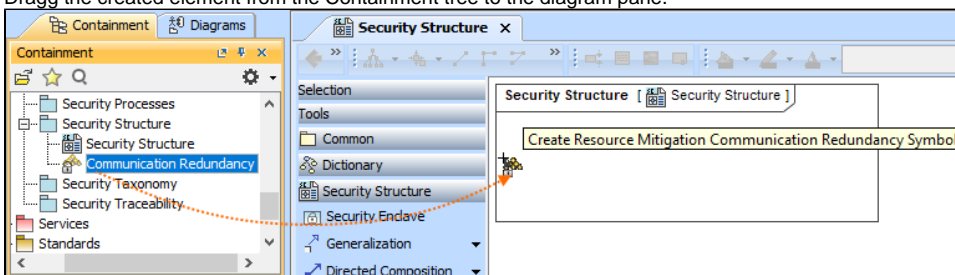 Dragg the created element from the Containment tree to the diagram pane.
Containment
Diagrams
Security Structure
Containment
Security Processes
Security Structure
Security Structure
Communication Redundancy
Security Taxonomy
Security Traceability
Services
Standards
Selection
Tools
Common
Dictionary
Security Structure
Security Enclave
Generalization
Directed Composition
Security Structure [ Security Structure ]
Create Resource Mitigation Communication Redundancy Symbol